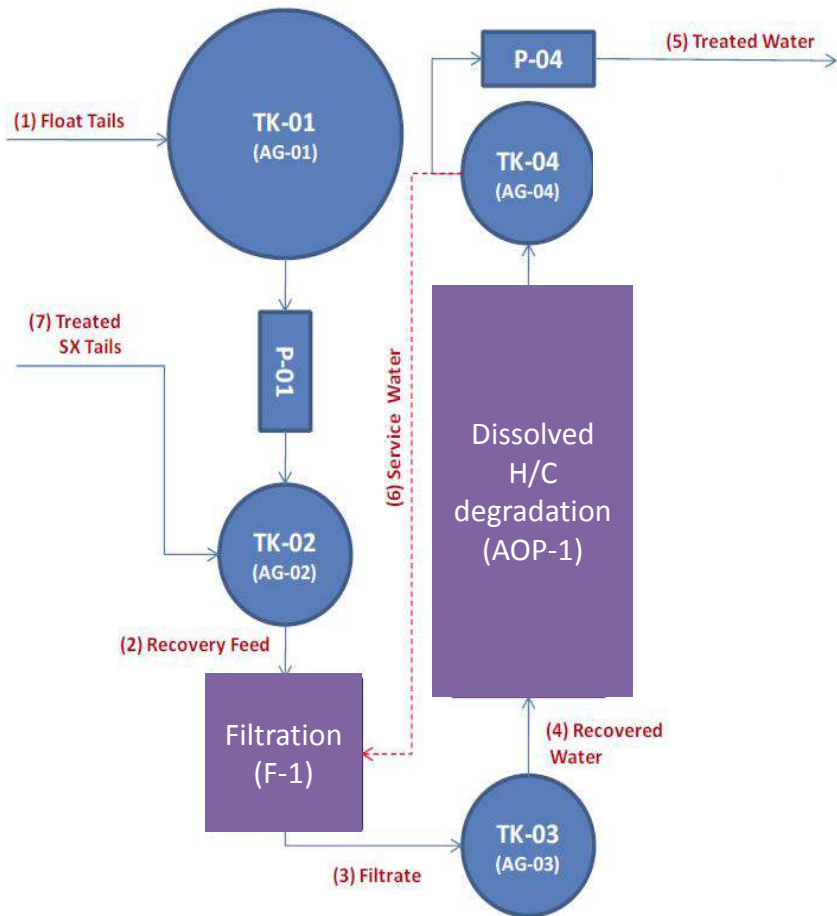 (1) Float Tails
TK-01
(AG-01)
P-04
(5) Treated Water
TK-04
(AG-04)
(7) Treated
SX Tails
P-01
(6) Service Water
Dissolved
H/C
degradation
(AOP-1)
TK-02
(AG-02)
(2) Recovery Feed
Filtration
(F-1)
(4) Recovered
Water
TK-03
(AG-03)
(3) Filtrate